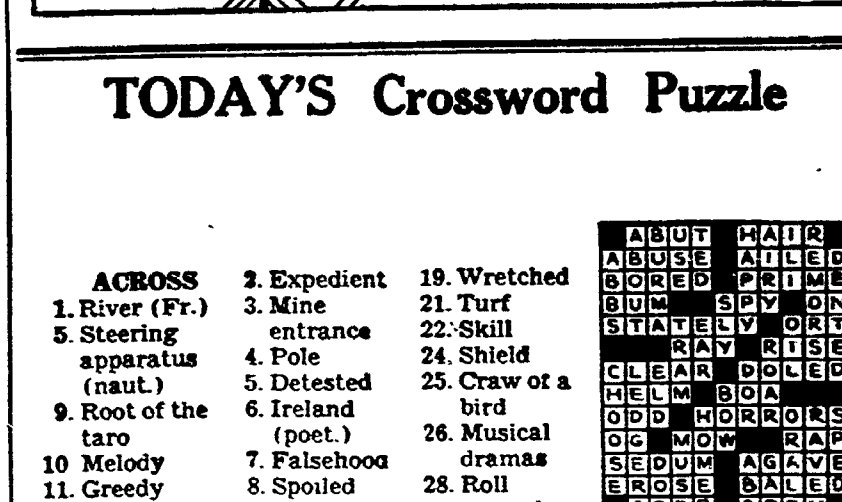 TODAY'S Crossword Puzzle
ACROSS
1. River (Fr.)
5. Steering
apparatus
(naut.)
9. Root of the
taro
10 Melody
11. Greedy
2. Expedient
3. Mine
entrance
4. Pole
5. Detested
6. Ireland
(poet.)
7. Falsehood
8. Spoiled
19. Wretched
21. Turf
22. Skill
24. Shield
25. Craw of a
bird
26. Musical
dramas
28. Roll
ABUT HAIR
ABUSE AILED
BORED PRIME
BUM SPY ON
STATELY ORT
RAY RISE
CLEAR DOLED
HELM BOA
ODD HORRORS
OG MOW RAP
SEDUM AGAVE
EROSE BALED